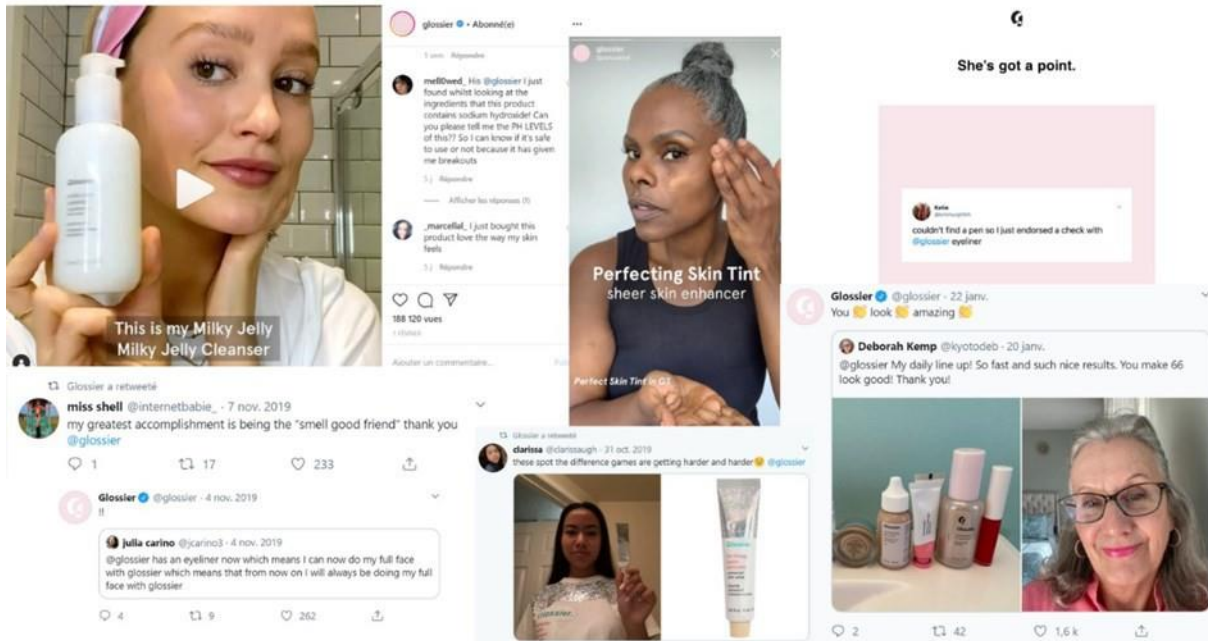 This is my Milky Jelly
Milky Jelly Cleanser
glossier • Abonné(e)
Répondre
mell0wed_ His @glossier I just
found whilst looking at the
ingredients that this product
contains sodium hydroxide! Can
you please tell me the PH LEVELS
of this?? So I can know if it's safe
to use or not because it has given
me breakouts
5 j Répondre
Afficher les réponses (1)
_marcellal_ I just bought this
product love the way my skin
feels
5 j Répondre
188 120 vues
Ajouter un commentaire...
glossier
Perfecting Skin Tint
sheer skin enhancer
Perfect Skin Tint in G3
She's got a point.
Katie
couldn't find a pen so I just endorsed a check with
@glossier eyeliner
Glossier @glossier · 22 janv.
You 👏 look 👏 amazing 👏
Deborah Kemp @kyotodeb · 20 janv.
@glossier My daily line up! So fast and such nice results. You make 66
look good! Thank you!
2 42 1,6 k
Glossier a retweeté
miss shell @internetbabie_ · 7 nov. 2019
my greatest accomplishment is being the "smell good friend" thank you
@glossier
1 17 233
Glossier @glossier · 4 nov. 2019
!!
julia carino @jcarino3 · 4 nov. 2019
@glossier has an eyeliner now which means I can now do my full face
with glossier which means that from now on I will always be doing my full
face with glossier
4 9 262
Glossier a retweeté
clarissa @clarissaugh · 31 oct. 2019
these spot the difference games are getting harder and harder😔 @glossier
Glossier.